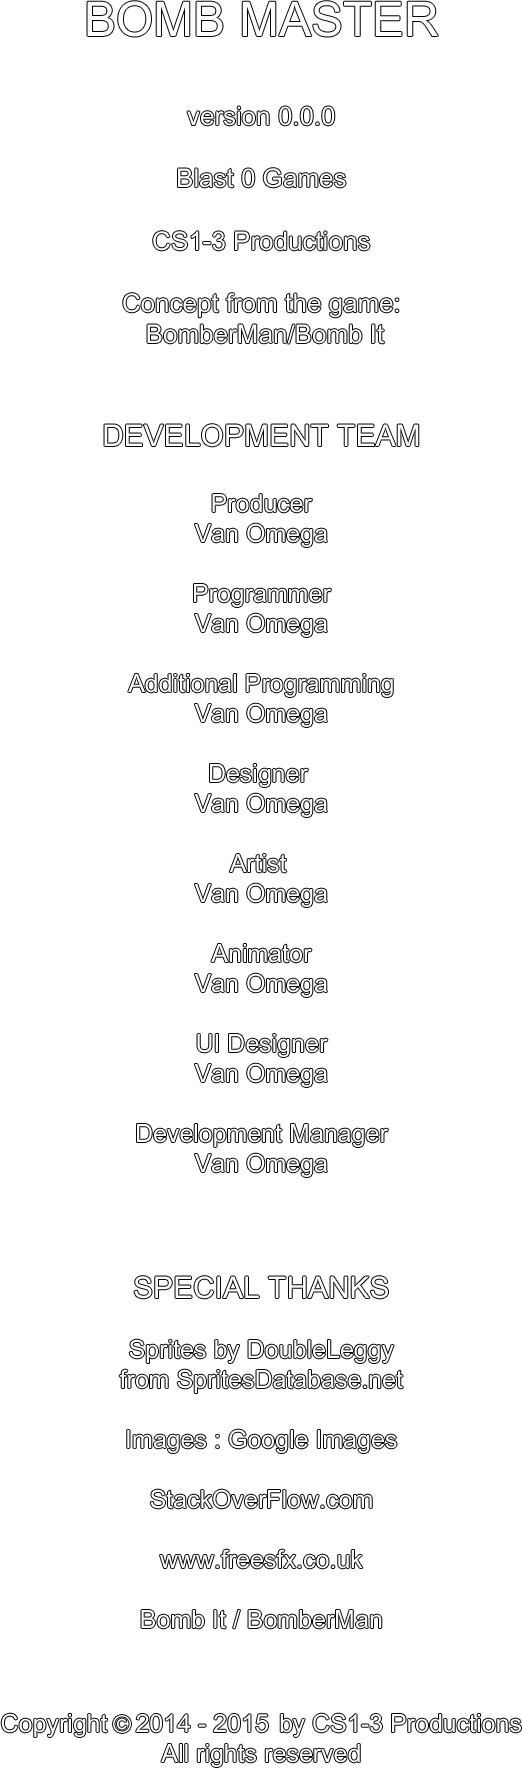 BOMB MASTER
version 0.0.0
Blast 0 Games
CS1-3 Productions
Concept from the game:
BomberMan/Bomb It
DEVELOPMENT TEAM
Producer
Van Omega
Programmer
Van Omega
Additional Programming
Van Omega
Designer
Van Omega
Artist
Van Omega
Animator
Van Omega
UI Designer
Van Omega
Development Manager
Van Omega
SPECIAL THANKS
Sprites by DoubleLeggy
from SpritesDatabase.net
Images : Google Images
StackOverFlow.com
www.freesfx.co.uk
Bomb It / BomberMan
Copyright © 2014 - 2015 by CS1-3 Productions
All rights reserved